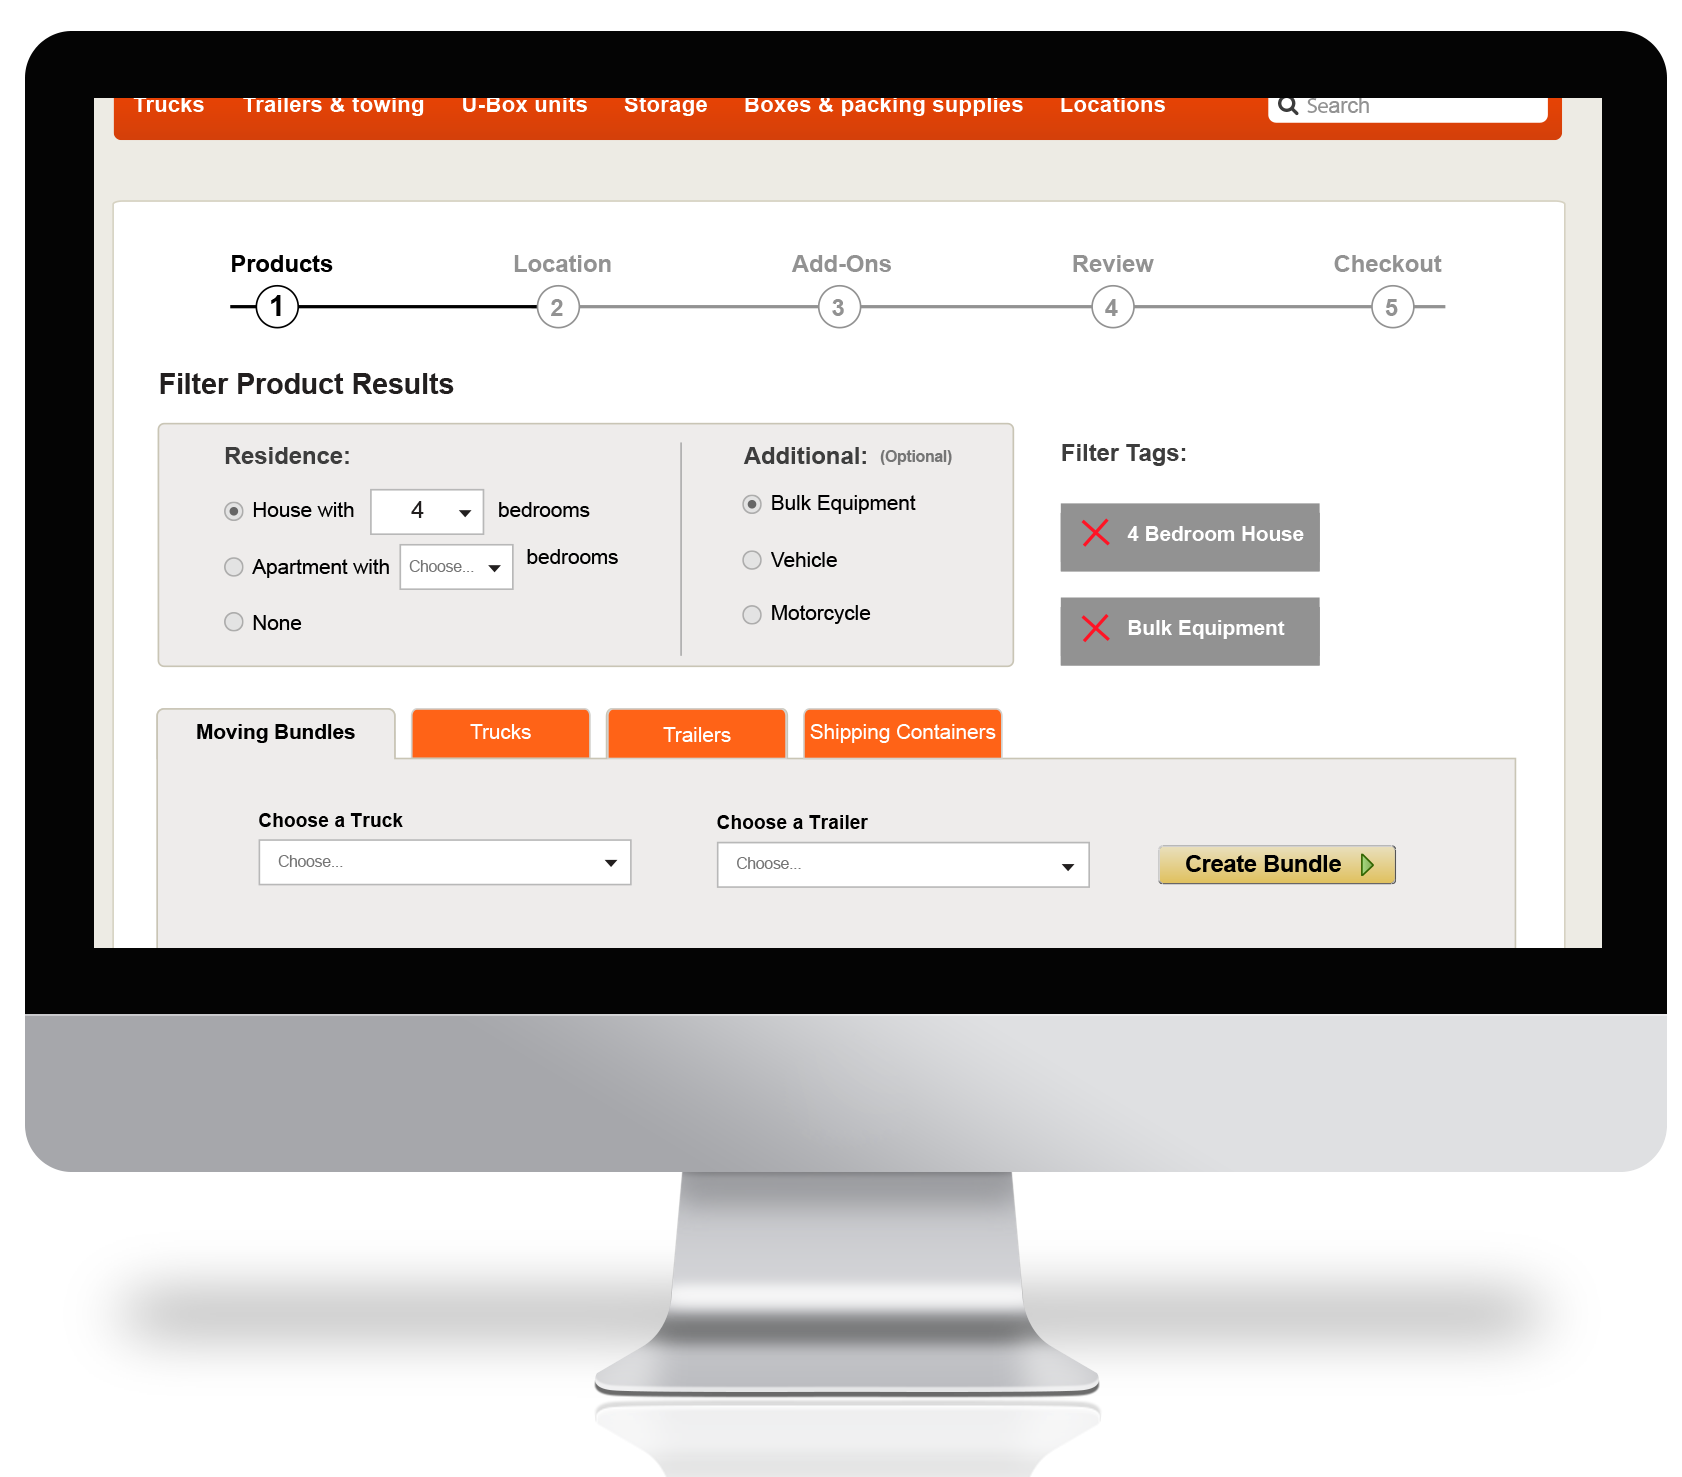 Trucks Trailers & towing U-Box units Storage Boxes & packing supplies Locations Search
Products Location Add-Ons Review Checkout
1 2 3 4 5
Filter Product Results
Residence:
House with 4 bedrooms
Apartment with Choose... bedrooms
None
Additional: (Optional)
Bulk Equipment
Vehicle
Motorcycle
Filter Tags:
4 Bedroom House
Bulk Equipment
Moving Bundles Trucks Trailers Shipping Containers
Choose a Truck
Choose...
Choose a Trailer
Choose...
Create Bundle